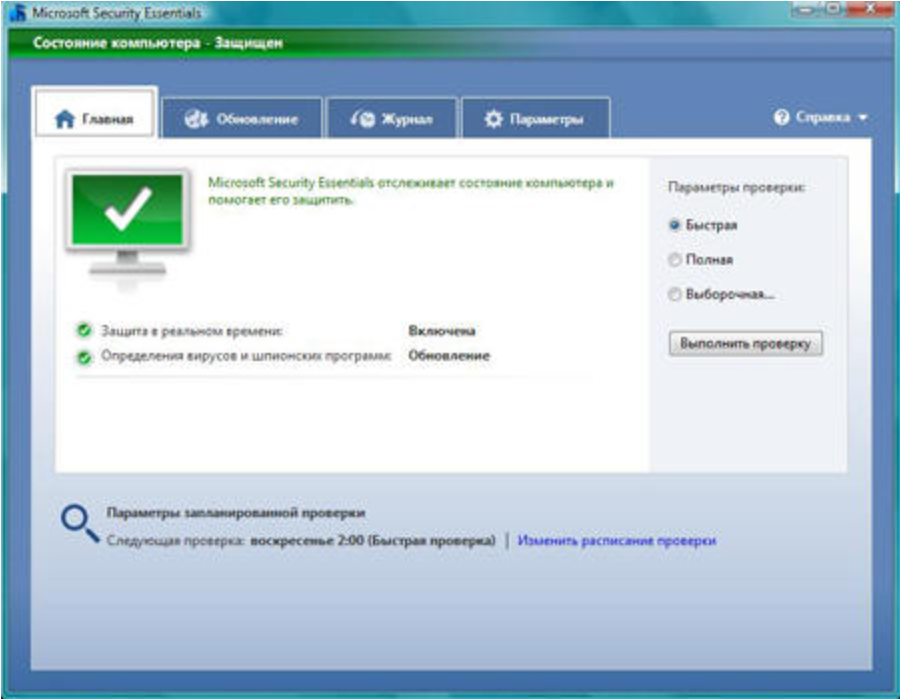 Microsoft Security Essentials
Состояние компьютера - Защищен
Главная
Обновление
Журнал
Параметры
Справка
Microsoft Security Essentials отслеживает состояние компьютера и
помогает его защитить.
Параметры проверки:
Быстрая
Полная
Выборочная...
Выполнить проверку
Защита в реальном времени: Включена
Определения вирусов и шпионских программ: Обновление
Параметры запланированной проверки
Следующая проверка: воскресенье 2:00 (Быстрая проверка) | Изменить расписание проверки